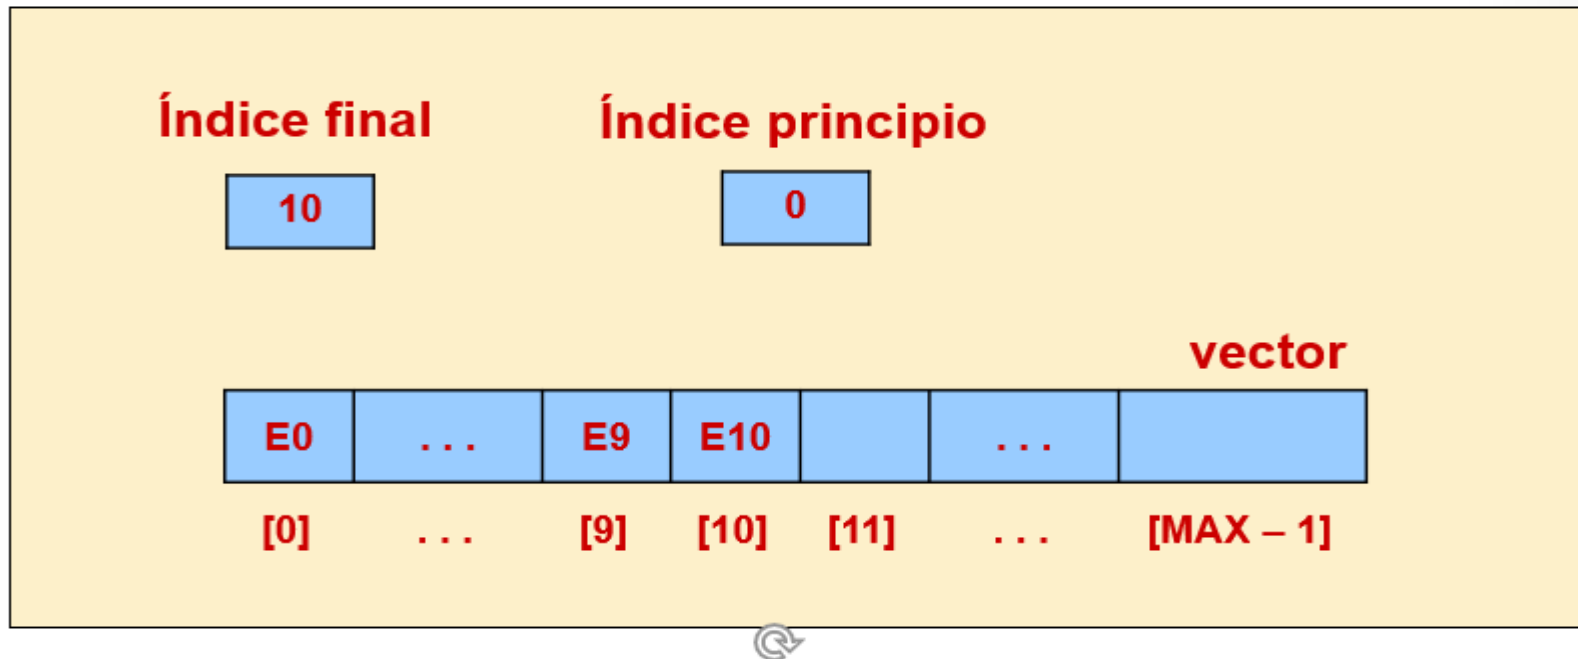 Índice final Índice principio
10 0
vector
E0 . . . E9 E10 . . .
[0] . . . [9] [10] [11] . . . [MAX – 1]